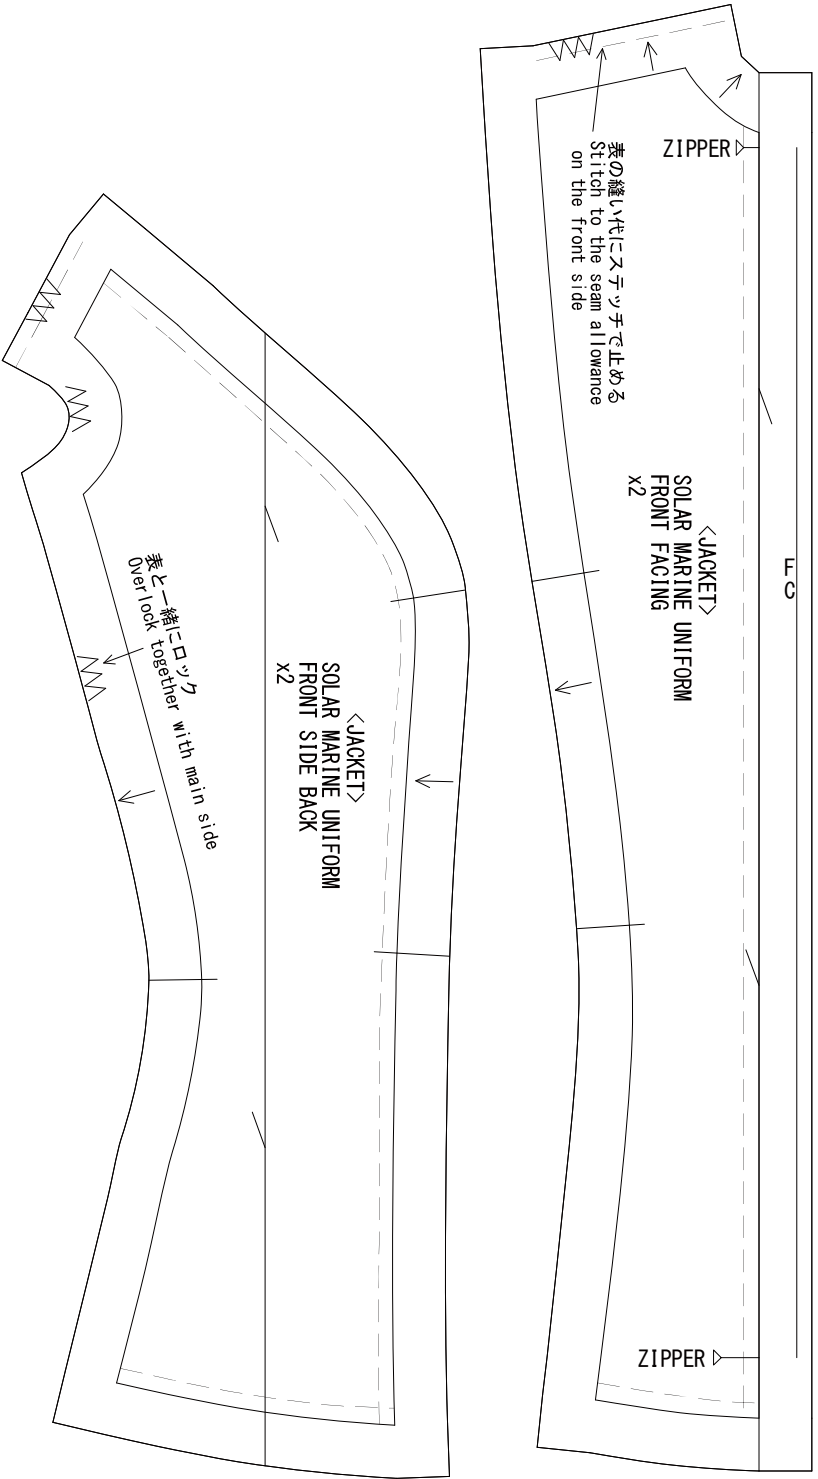 ZIPPER
表の縫い代にステッチで止める
Stitch to the seam allowance
on the front side
<JACKET>
SOLAR MARINE UNIFORM
FRONT FACING
x2
FC
ZIPPER
表と一緒にロック
Overlock together with main side
<JACKET>
SOLAR MARINE UNIFORM
FRONT SIDE BACK
x2